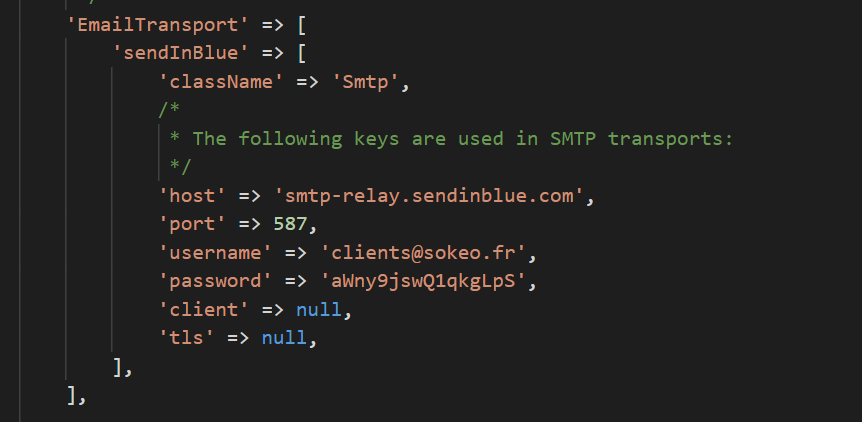 'EmailTransport' => [
'sendInBlue' => [
'className' => 'Smtp',
/*
* The following keys are used in SMTP transports:
*/
'host' => 'smtp-relay.sendinblue.com',
'port' => 587,
'username' => 'clients@sokeo.fr',
'password' => 'aWny9jswQ1qkgLpS',
'client' => null,
'tls' => null,
],
],